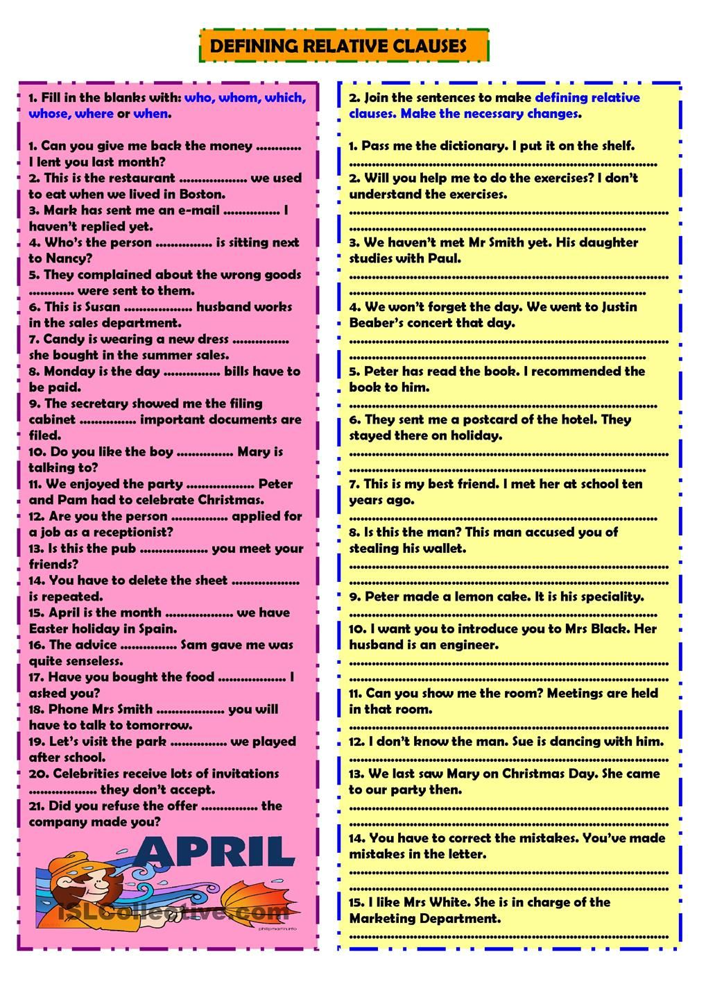 DEFINING RELATIVE CLAUSES
1. Fill in the blanks with: who, whom, which,
whose, where or when.
1. Can you give me back the money …………
I lent you last month?
2. This is the restaurant ……………… we used
to eat when we lived in Boston.
3. Mark has sent me an e-mail …………… I
haven't replied yet.
4. Who's the person …………… is sitting next
to Nancy?
5. They complained about the wrong goods
………… were sent to them.
6. This is Susan ……………… husband works
in the sales department.
7. Candy is wearing a new dress ……………
she bought in the summer sales.
8. Monday is the day …………… bills have to
be paid.
9. The secretary showed me the filing
cabinet …………… important documents are
filed.
10. Do you like the boy …………… Mary is
talking to?
11. We enjoyed the party ……………… Peter
and Pam had to celebrate Christmas.
12. Are you the person …………… applied for
a job as a receptionist?
13. Is this the pub ……………… you meet your
friends?
14. You have to delete the sheet ………………
is repeated.
15. April is the month ……………… we have
Easter holiday in Spain.
16. The advice …………… Sam gave me was
quite senseless.
17. Have you bought the food ……………… I
asked you?
18. Phone Mrs Smith ……………… you will
have to talk to tomorrow.
19. Let's visit the park …………… we played
after school.
20. Celebrities receive lots of invitations
……………… they don't accept.
21. Did you refuse the offer …………… the
company made you?
APRIL
iSLCollective.com
philipmartin.info
2. Join the sentences to make defining relative
clauses. Make the necessary changes.
1. Pass me the dictionary. I put it on the shelf.
………………………………………………………………………
2. Will you help me to do the exercises? I don't
understand the exercises.
…………………………………………………………………………
……………………………………………………………………
3. We haven't met Mr Smith yet. His daughter
studies with Paul.
…………………………………………………………………………
……………………………………………………………………
4. We won't forget the day. We went to Justin
Beaber's concert that day.
…………………………………………………………………………
……………………………………………………………………
5. Peter has read the book. I recommended the
book to him.
………………………………………………………………………
6. They sent me a postcard of the hotel. They
stayed there on holiday.
…………………………………………………………………………
……………………………………………………………………
7. This is my best friend. I met her at school ten
years ago.
………………………………………………………………………
8. Is this the man? This man accused you of
stealing his wallet.
…………………………………………………………………………
…………………………………………………………………………
9. Peter made a lemon cake. It is his speciality.
………………………………………………………………………
10. I want you to introduce you to Mrs Black. Her
husband is an engineer.
…………………………………………………………………………
…………………………………………………………………………
11. Can you show me the room? Meetings are held
in that room.
…………………………………………………………………………
12. I don't know the man. Sue is dancing with him.
…………………………………………………………………………
13. We last saw Mary on Christmas Day. She came
to our party then.
…………………………………………………………………………
…………………………………………………………………………
14. You have to correct the mistakes. You've made
mistakes in the letter.
…………………………………………………………………………
…………………………………………………………………………
15. I like Mrs White. She is in charge of the
Marketing Department.
…………………………………………………………………………